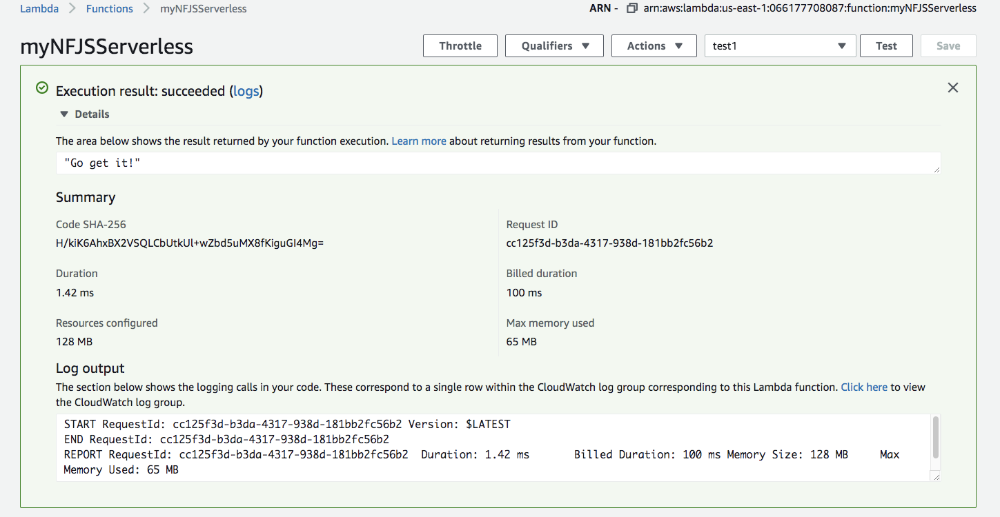 Lambda > Functions > myNFJSServerless ARN - arn:aws:lambda:us-east-1:066177708087:function:myNFJSServerless
myNFJSServerless Throttle Qualifiers Actions test1 Test Save
Execution result: succeeded (logs)
Details
The area below shows the result returned by your function execution. Learn more about returning results from your function.
"Go get it!"
Summary
Code SHA-256 Request ID
H/kiK6AhxBX2VSQLCbUtkUl+wZbd5uMX8fKiguGI4Mg= cc125f3d-b3da-4317-938d-181bb2fc56b2
Duration Billed duration
1.42 ms 100 ms
Resources configured Max memory used
128 MB 65 MB
Log output
The section below shows the logging calls in your code. These correspond to a single row within the CloudWatch log group corresponding to this Lambda function. Click here to view
the CloudWatch log group.
START RequestId: cc125f3d-b3da-4317-938d-181bb2fc56b2 Version: $LATEST
END RequestId: cc125f3d-b3da-4317-938d-181bb2fc56b2
REPORT RequestId: cc125f3d-b3da-4317-938d-181bb2fc56b2 Duration: 1.42 ms Billed Duration: 100 ms Memory Size: 128 MB Max
Memory Used: 65 MB